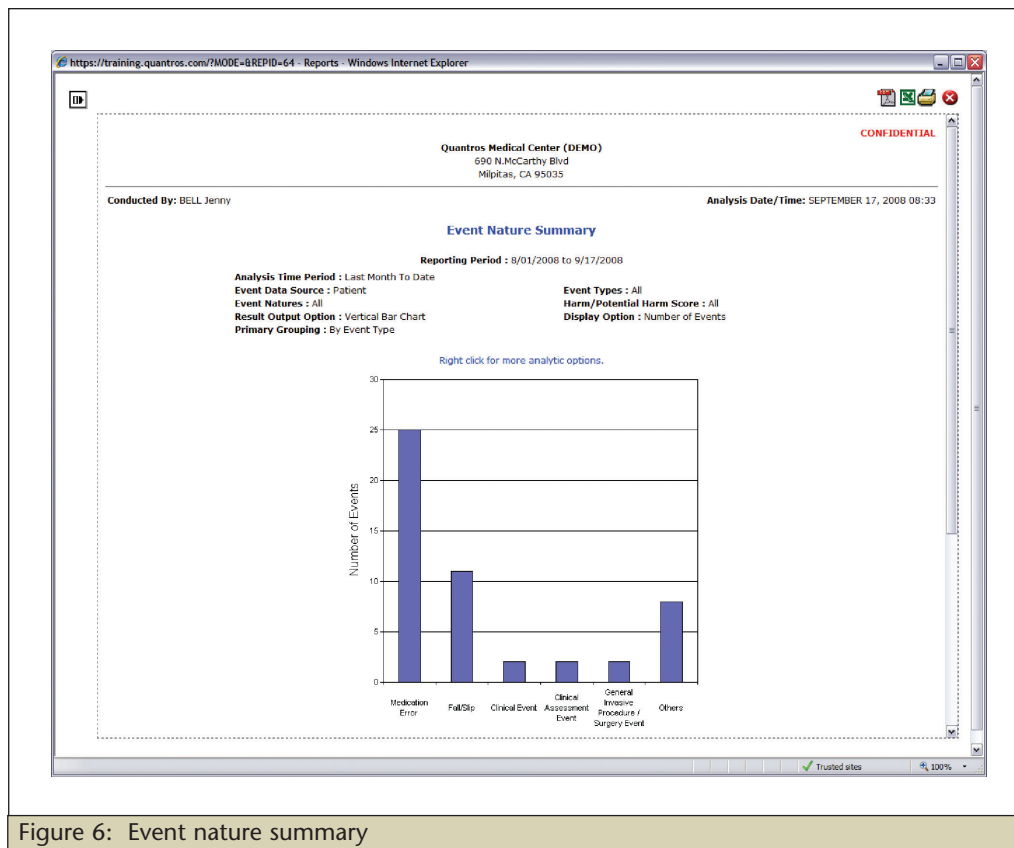 https://training.quantros.com/?MODE=&REPID=64 - Reports - Windows Internet Explorer
CONFIDENTIAL
Quantros Medical Center (DEMO)
690 N.McCarthy Blvd
Milpitas, CA 95035
Conducted By: BELL Jenny
Analysis Date/Time: SEPTEMBER 17, 2008 08:33
Event Nature Summary
Reporting Period : 8/01/2008 to 9/17/2008
Analysis Time Period : Last Month To Date
Event Data Source : Patient
Event Types : All
Event Natures : All
Harm/Potential Harm Score : All
Result Output Option : Vertical Bar Chart
Display Option : Number of Events
Primary Grouping : By Event Type
Right click for more analytic options.
Number of Events
30
25
20
15
10
5
0
Medication
Error
Fall/Slip
Clinical Event
Clinical
Assessment
Event
General
Invasive
Procedure /
Surgery Event
Others
Trusted sites
100%
Figure 6: Event nature summary